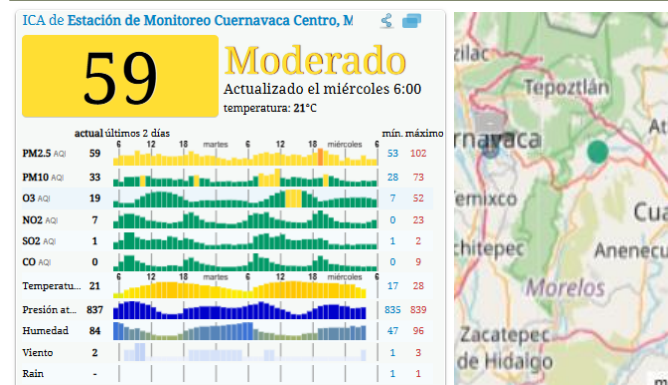 ICA de Estación de Monitoreo Cuernavaca Centro, M
59
Moderado
Actualizado el miércoles 6:00
temperatura: 21°C
actual últimos 2 días mín. máximo
6 12 18 martes 6 12 18 miércoles 6
PM2.5 AQI 59 53 102
PM10 AQI 33 28 73
O3 AQI 19 7 52
NO2 AQI 7 0 23
SO2 AQI 1 1 2
CO AQI 0 0 9
6 12 18 martes 6 12 18 miércoles 6
Temperatu... 21 17 28
Presión at... 837 835 839
Humedad 84 47 96
Viento 2 1 3
Rain - 1 1
zilac
Tepoztlán
At
rnavaca
emixco
Cua
chitepec
Anenecu
Morelos
Zacatepec
de Hidalgo